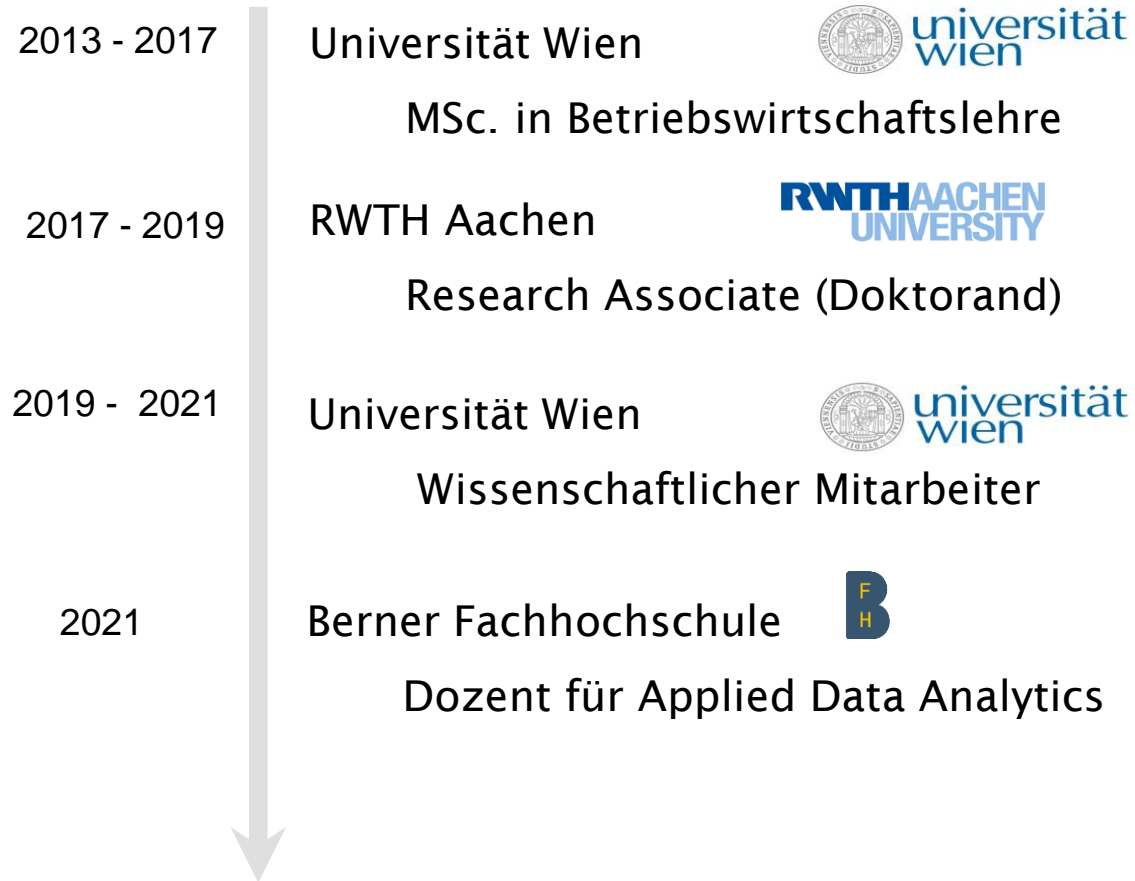 2013 - 2017
Universität Wien
universität
wien
MSc. in Betriebswirtschaftslehre
2017 - 2019
RWTH Aachen
RWTHAACHEN
UNIVERSITY
Research Associate (Doktorand)
2019 - 2021
Universität Wien
universität
wien
Wissenschaftlicher Mitarbeiter
2021
Berner Fachhochschule
F
H
Dozent für Applied Data Analytics